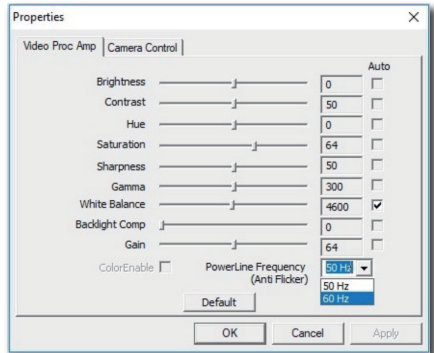 Properties
Video Proc Amp Camera Control
Auto
Brightness 0
Contrast 50
Hue 0
Saturation 64
Sharpness 50
Gamma 300
White Balance 4600
Backlight Comp 0
Gain 64
ColorEnable PowerLine Frequency 50 Hz
(Anti Flicker)
50 Hz
60 Hz
Default
OK Cancel Apply